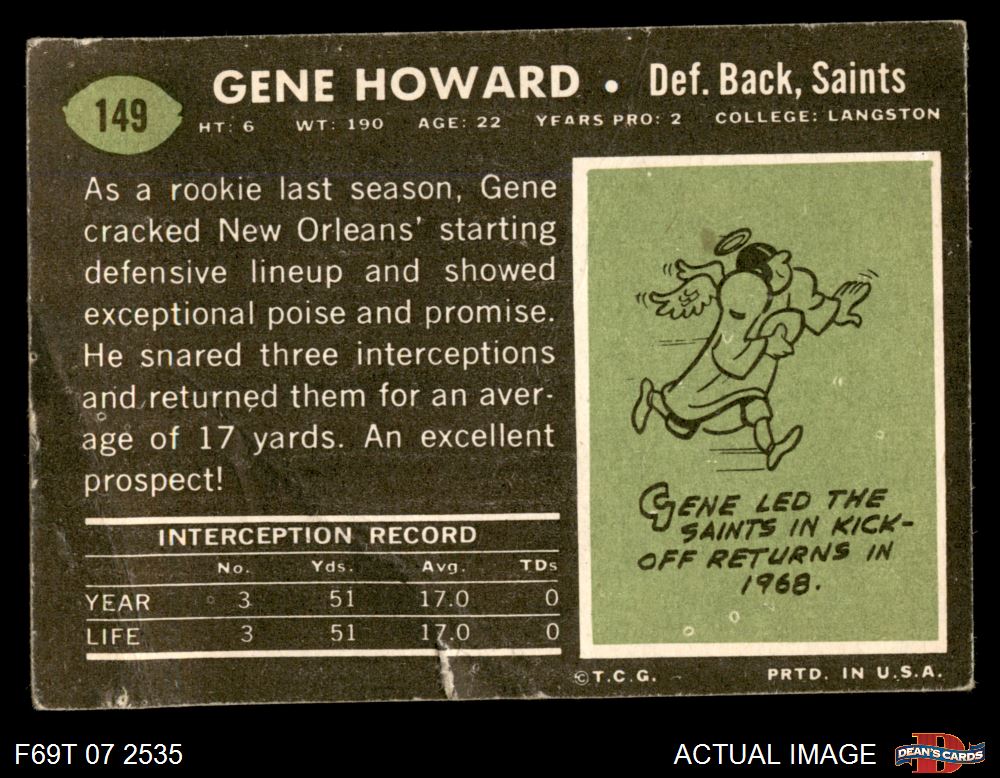 149
GENE HOWARD • Def. Back, Saints
HT: 6 WT: 190 AGE: 22 YEARS PRO: 2 COLLEGE: LANGSTON
As a rookie last season, Gene
cracked New Orleans' starting
defensive lineup and showed
exceptional poise and promise.
He snared three interceptions
and returned them for an aver-
age of 17 yards. An excellent
prospect!
INTERCEPTION RECORD
No. Yds. Avg. TDs
YEAR 3 51 17.0 0
LIFE 3 51 17.0 0
GENE LED THE
SAINTS IN KICK-
OFF RETURNS IN
1968.
©T.C.G. PRTD. IN U.S.A.
F69T 07 2535
ACTUAL IMAGE
DEAN'S CARDS